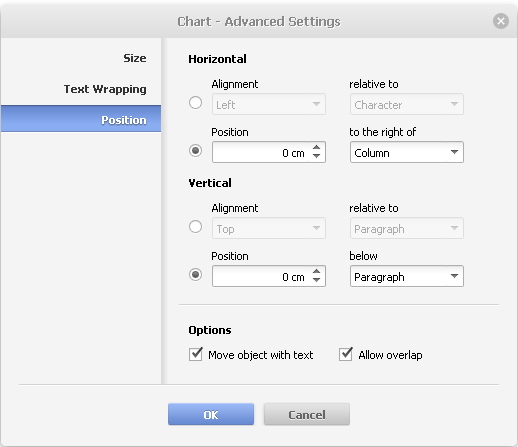 Chart - Advanced Settings
Size
Text Wrapping
Position
Horizontal
Alignment relative to
Left Character
Position to the right of
0 cm Column
Vertical
Alignment relative to
Top Paragraph
Position below
0 cm Paragraph
Options
Move object with text Allow overlap
OK Cancel